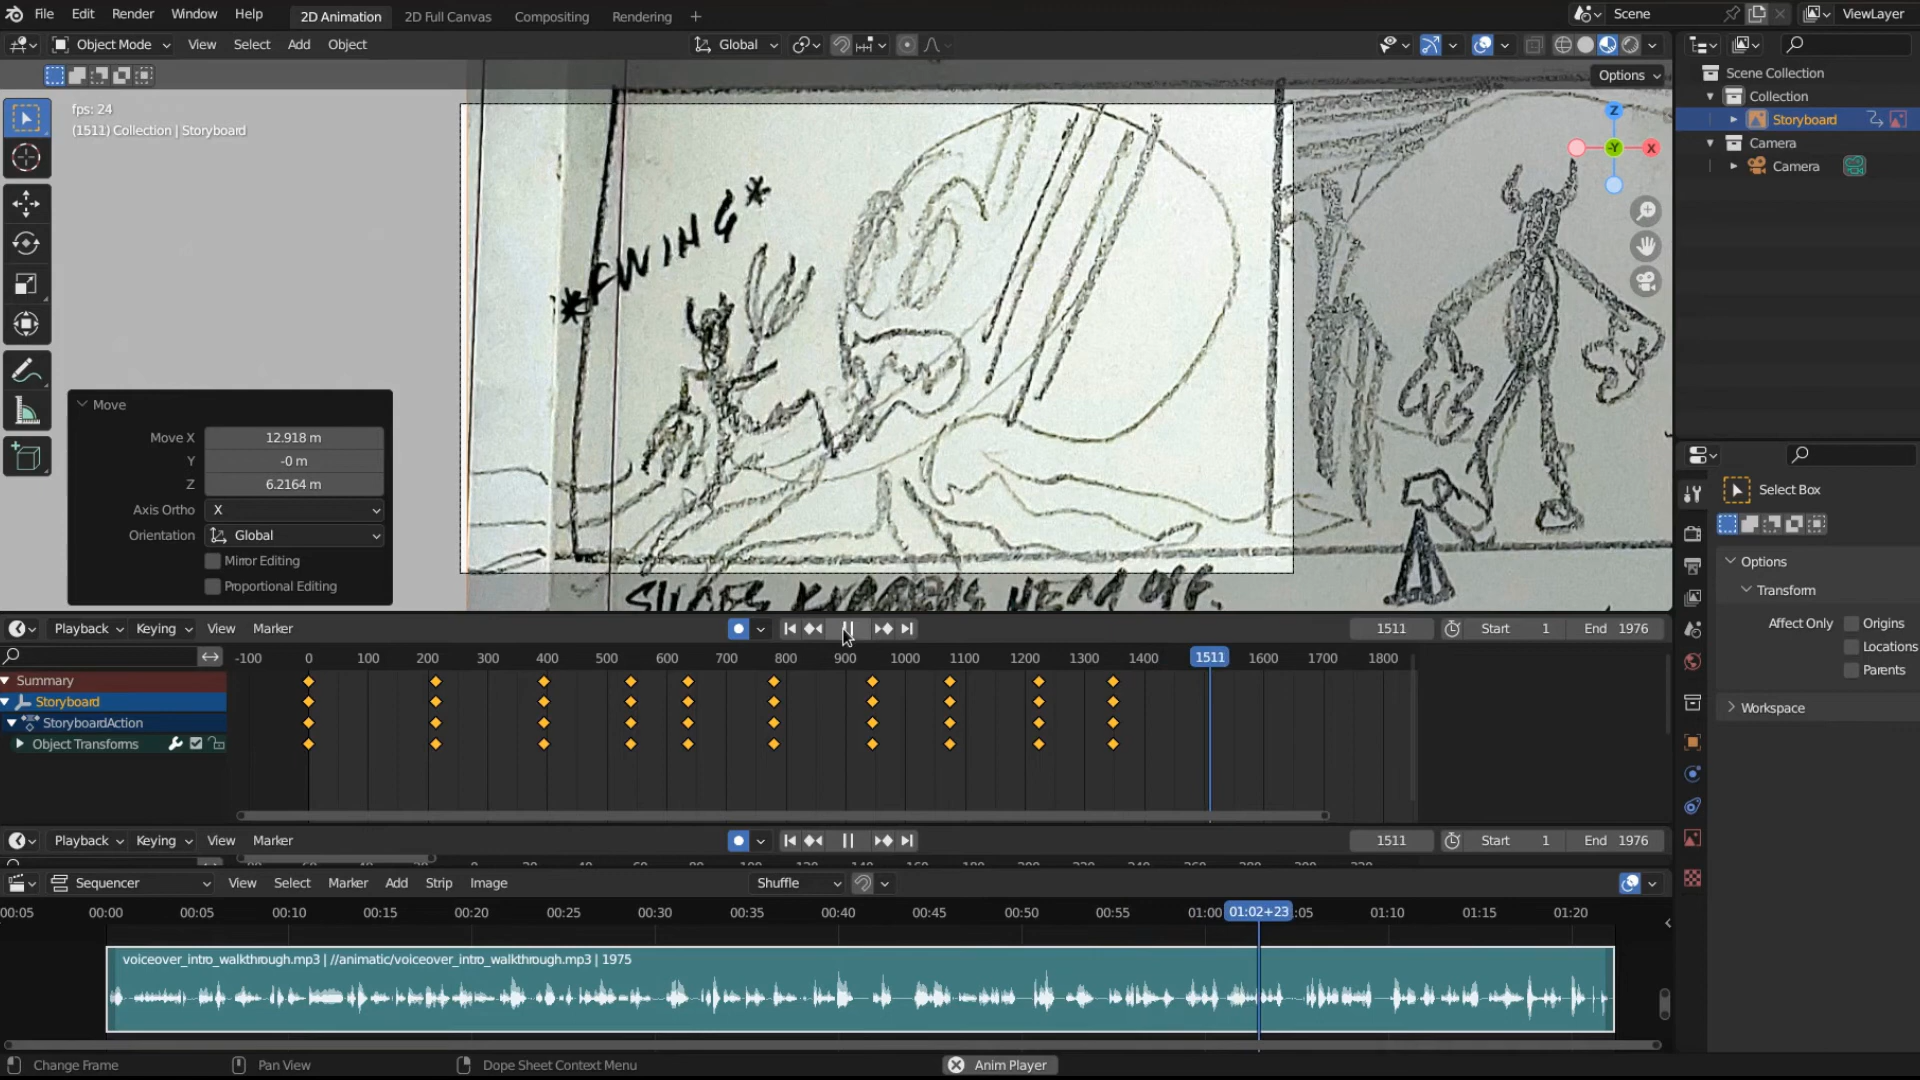 File Edit Render Window Help 2D Animation 2D Full Canvas Compositing Rendering + Scene ViewLayer
Object Mode View Select Add Object Global
Options
fps: 24
(1511) Collection | Storyboard
Scene Collection
Collection
Storyboard
Camera
Camera
Z
-Y
X
*SWING*
Move
Move X 12.918 m
Y -0 m
Z 6.2164 m
Axis Ortho X
Orientation Global
Mirror Editing
Proportional Editing
Select Box
Options
Transform
Affect Only Origins
Locations
Parents
Workspace
Playback Keying View Marker 1511 Start 1 End 1976
-100 0 100 200 300 400 500 600 700 800 900 1000 1100 1200 1300 1400 1511 1600 1700 1800
Summary
Storyboard
StoryboardAction
Object Transforms
Playback Keying View Marker 1511 Start 1 End 1976
Sequencer View Select Marker Add Strip Image Shuffle
00:05 00:00 00:05 00:10 00:15 00:20 00:25 00:30 00:35 00:40 00:45 00:50 00:55 01:00 01:02+23 :05 01:10 01:15 01:20
voiceover_intro_walkthrough.mp3 | //animatic/voiceover_intro_walkthrough.mp3 | 1975
Change Frame Pan View Dope Sheet Context Menu Anim Player